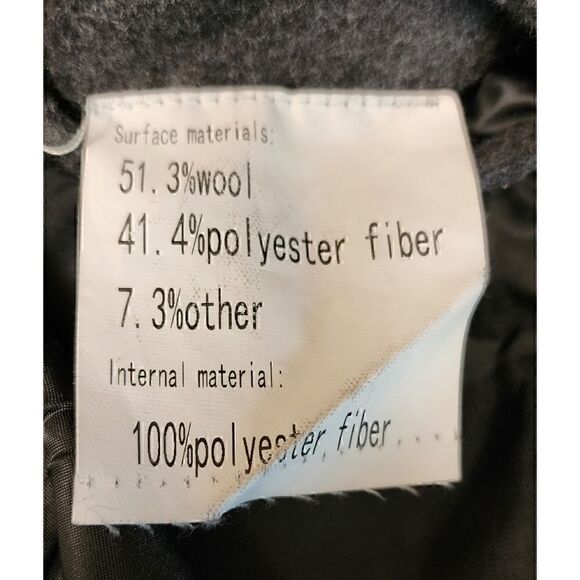 Surface materials:
51.3%wool
41.4%polyester fiber
7.3%other
Internal material:
100%polyester fiber